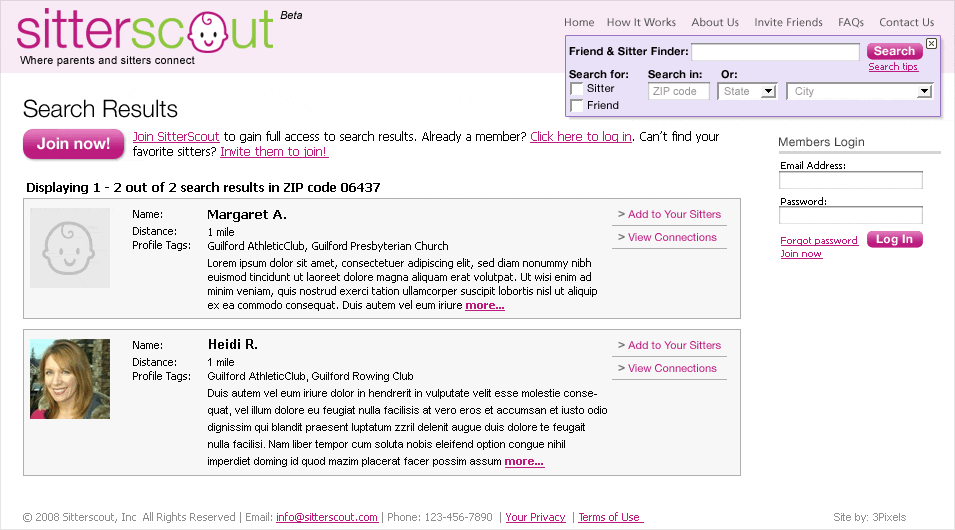 sitterscout Beta
Where parents and sitters connect
Home How It Works About Us Invite Friends FAQs Contact Us
Friend & Sitter Finder: Search
Search tips
Search for: Search in: Or:
Sitter ZIP code State City
Friend
Search Results
Join now!
Join SitterScout to gain full access to search results. Already a member? Click here to log in. Can't find your
favorite sitters? Invite them to join!
Displaying 1 - 2 out of 2 search results in ZIP code 06437
Name: Margaret A.
Distance: 1 mile
Profile Tags: Guilford AthleticClub, Guilford Presbyterian Church
Lorem ipsum dolor sit amet, consectetuer adipiscing elit, sed diam nonummy nibh
euismod tincidunt ut laoreet dolore magna aliquam erat volutpat. Ut wisi enim ad
minim veniam, quis nostrud exerci tation ullamcorper suscipit lobortis nisl ut aliquip
ex ea commodo consequat. Duis autem vel eum iriure more...
> Add to Your Sitters
> View Connections
Name: Heidi R.
Distance: 1 mile
Profile Tags: Guilford AthleticClub, Guilford Rowing Club
Duis autem vel eum iriure dolor in hendrerit in vulputate velit esse molestie conse-
quat, vel illum dolore eu feugiat nulla facilisis at vero eros et accumsan et iusto odio
dignissim qui blandit praesent luptatum zzril delenit augue duis dolore te feugait
nulla facilisi. Nam liber tempor cum soluta nobis eleifend option congue nihil
imperdiet doming id quod mazim placerat facer possim assum more...
> Add to Your Sitters
> View Connections
Members Login
Email Address:
Password:
Forgot password Log In
Join now
© 2008 Sitterscout, Inc All Rights Reserved | Email: info@sitterscout.com | Phone: 123-456-7890 | Your Privacy | Terms of Use
Site by: 3Pixels